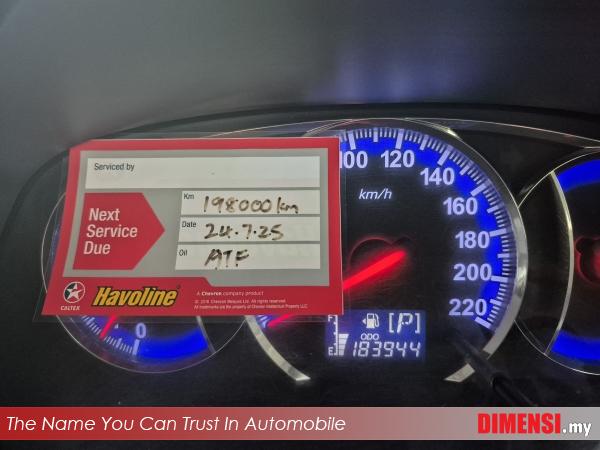 Serviced by
Next
Service
Due
Km 198000 km
Date 24.7.25
Oil ATF
CALTEX
Havoline
A Chevron company product
100 120 140 160 180 200 220
km/h
0
F
[P]
ODO
E 183944
The Name You Can Trust In Automobile
DIMENSI.my